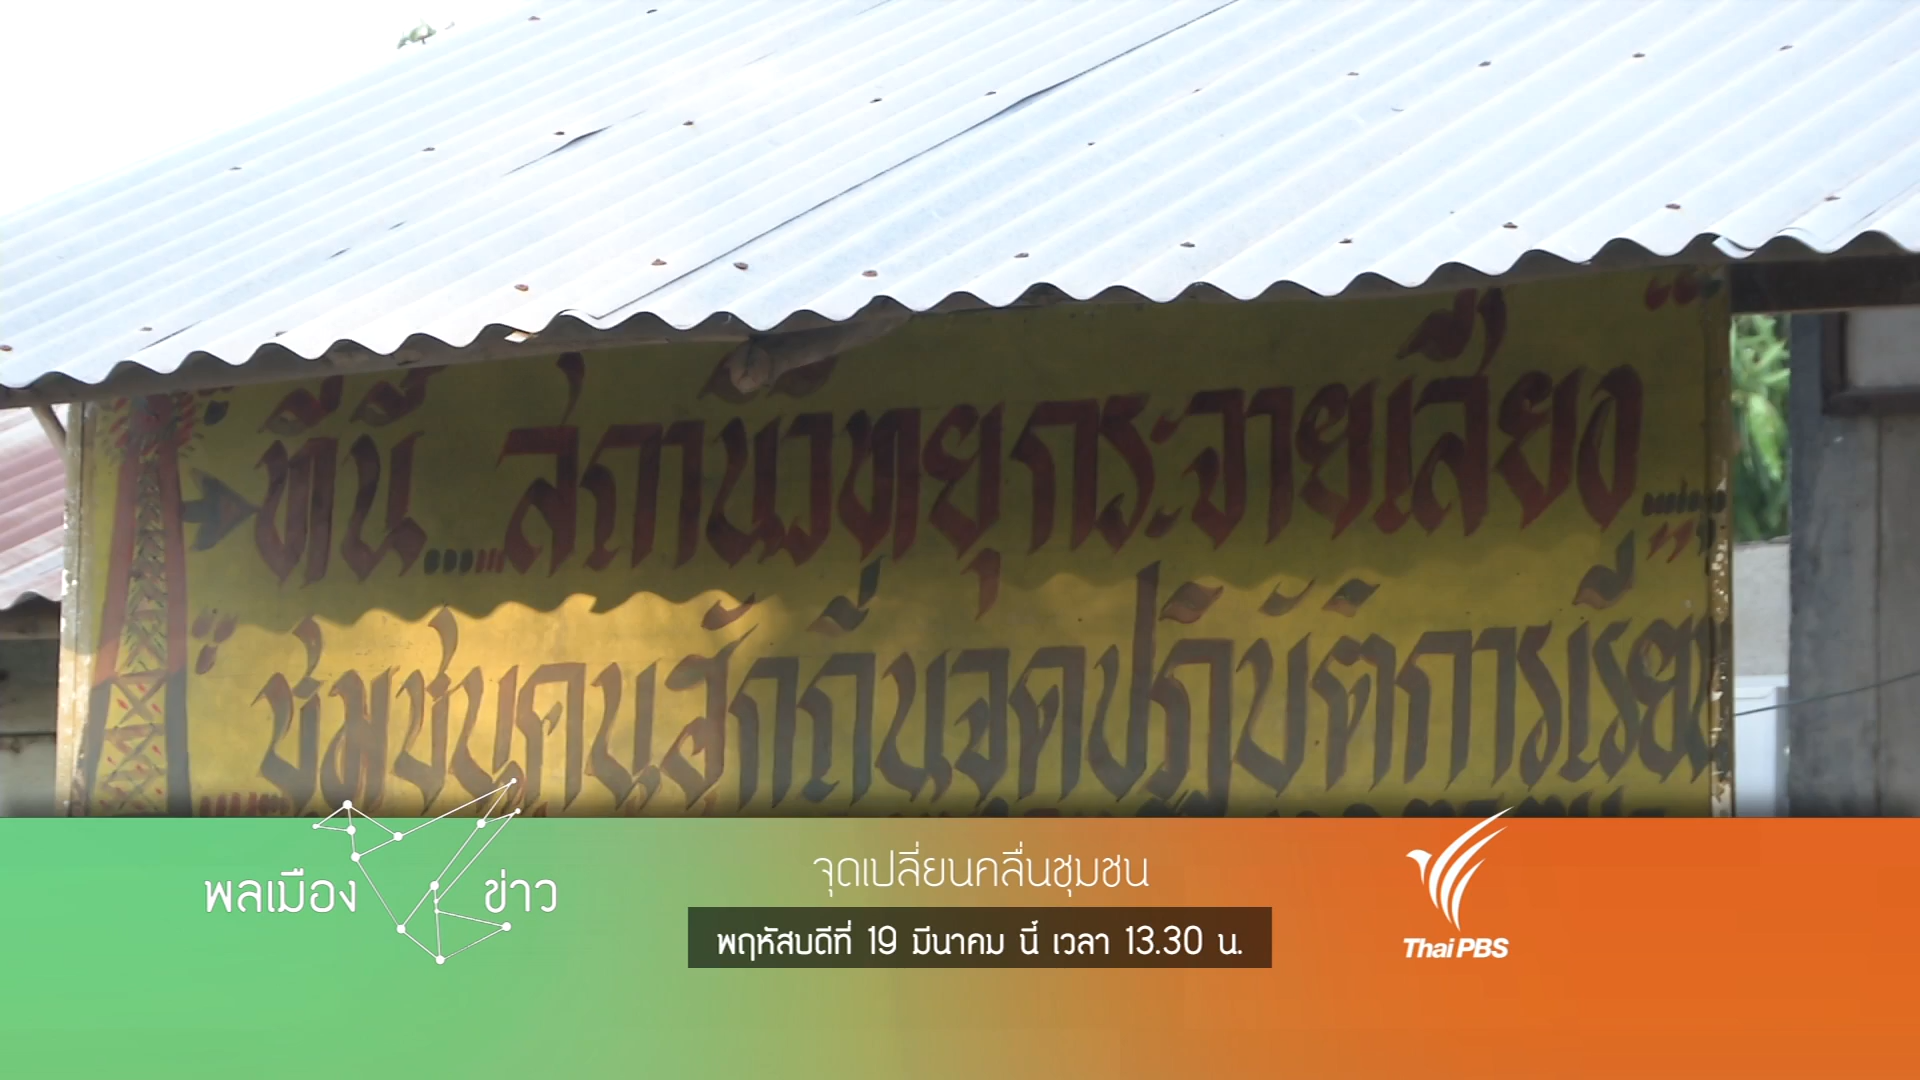 ที่นี่....สถานีวิทยุกระจายเสียง
ชุมชนคนฮักถิ่นจุดปฏิบัติการเรียน
พลเมือง ข่าว
จุดเปลี่ยนคลื่นชุมชน
พฤหัสบดีที่ 19 มีนาคม นี้ เวลา 13.30 น.
Thai PBS